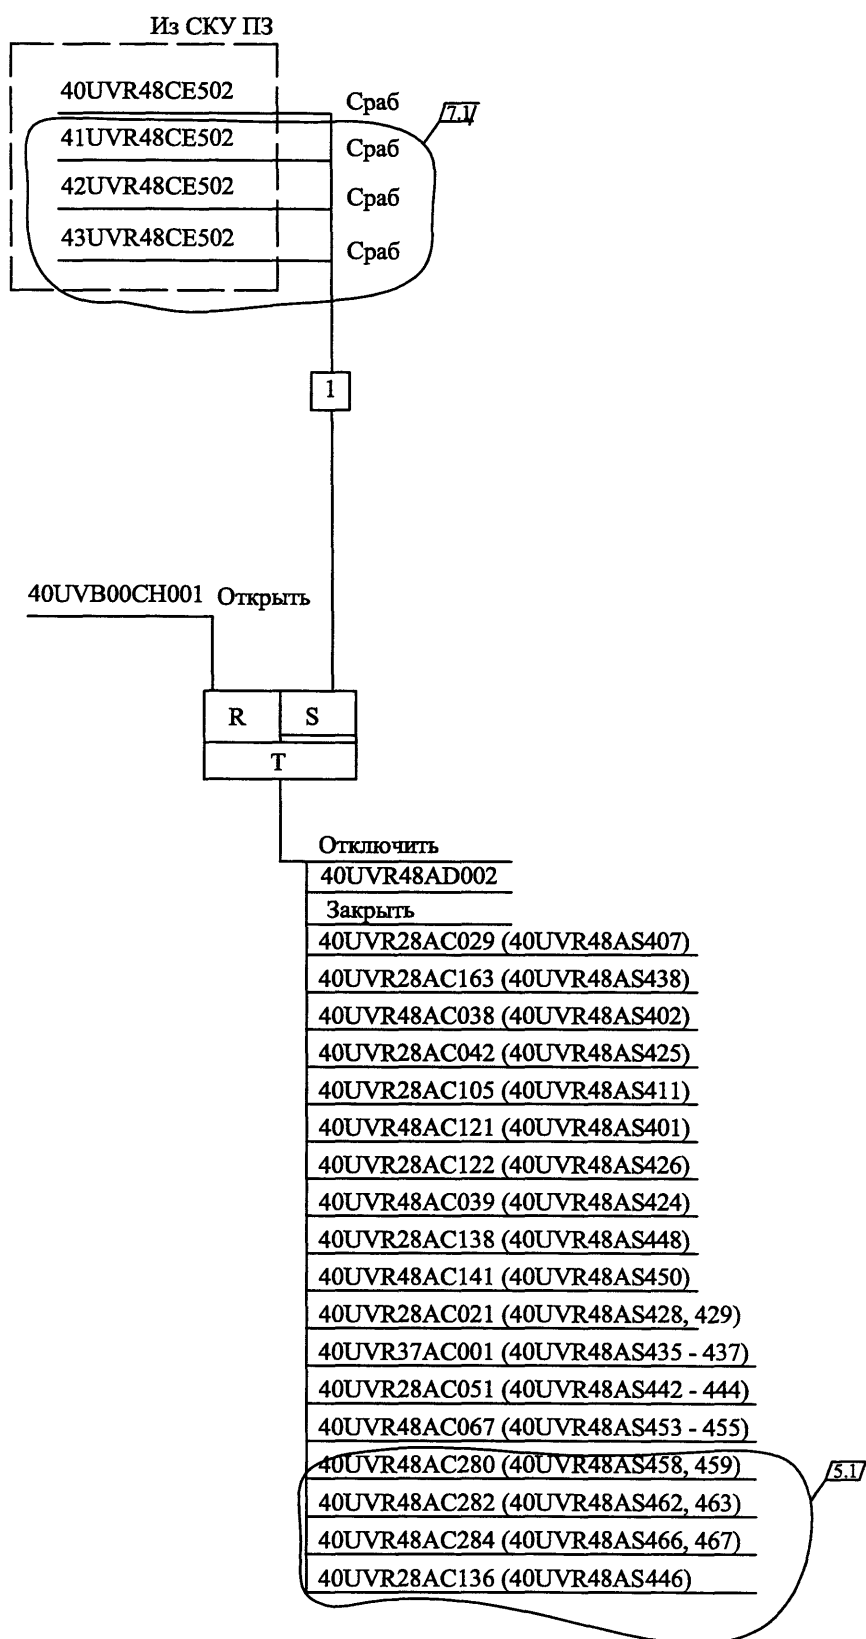 Из СКУ ПЗ
40UVR48CE502 Сраб
7.1
41UVR48CE502 Сраб
42UVR48CE502 Сраб
43UVR48CE502 Сраб
1
40UVB00CH001 Открыть
R S
T
Отключить
40UVR48AD002
Закрыть
40UVR28AC029 (40UVR48AS407)
40UVR28AC163 (40UVR48AS438)
40UVR48AC038 (40UVR48AS402)
40UVR28AC042 (40UVR48AS425)
40UVR28AC105 (40UVR48AS411)
40UVR48AC121 (40UVR48AS401)
40UVR28AC122 (40UVR48AS426)
40UVR48AC039 (40UVR48AS424)
40UVR28AC138 (40UVR48AS448)
40UVR48AC141 (40UVR48AS450)
40UVR28AC021 (40UVR48AS428, 429)
40UVR37AC001 (40UVR48AS435 - 437)
40UVR28AC051 (40UVR48AS442 - 444)
40UVR48AC067 (40UVR48AS453 - 455)
40UVR48AC280 (40UVR48AS458, 459)
5.1
40UVR48AC282 (40UVR48AS462, 463)
40UVR48AC284 (40UVR48AS466, 467)
40UVR28AC136 (40UVR48AS446)